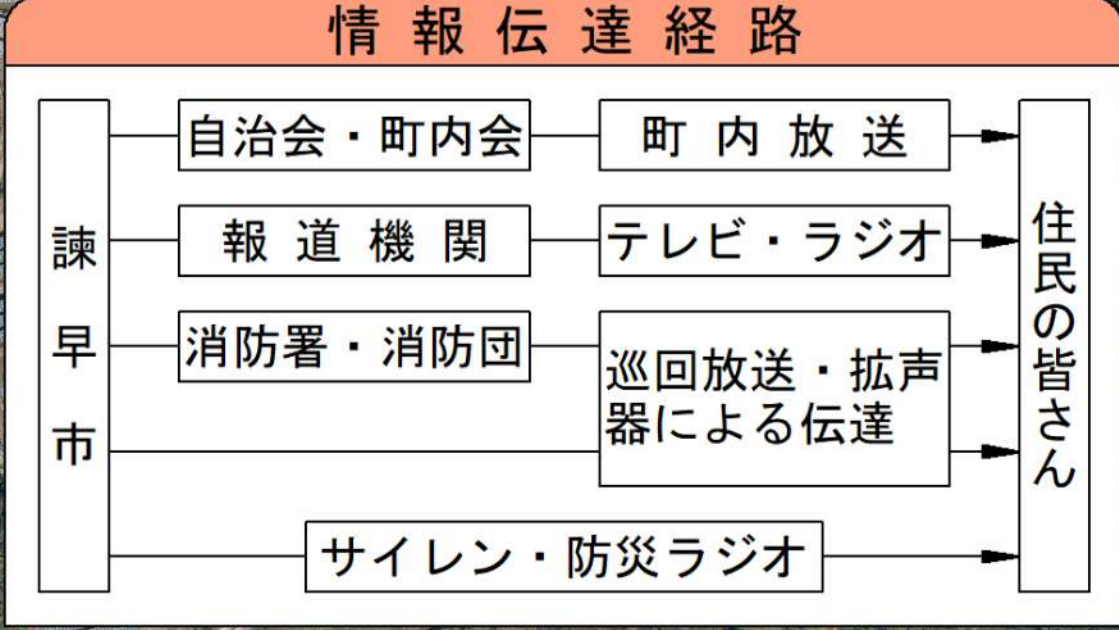 情報伝達経路
諫早市
自治会・町内会
町内放送
報道機関
テレビ・ラジオ
消防署・消防団
巡回放送・拡声
器による伝達
サイレン・防災ラジオ
住民の皆さん